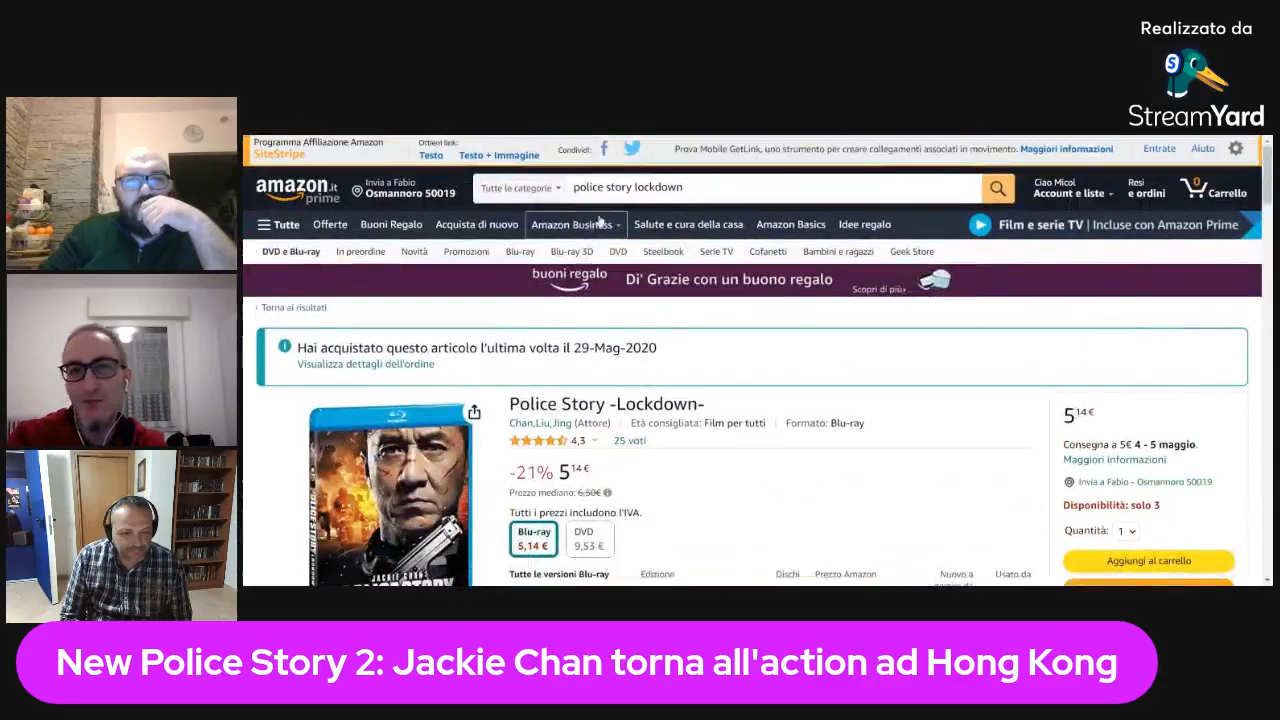 Realizzato da
StreamYard
Programma Affiliazione Amazon
SiteStripe
Ottieni link:
Testo
Testo + Immagine
Condividi:
Prova Mobile GetLink, uno strumento per creare collegamenti associati in movimento. Maggiori informazioni
Entrate
Aiuto
amazon.it
prime
Invia a Fabio
Osmannoro 50019
Tutte le categorie
police story lockdown
Ciao Micol
Account e liste
Resi
e ordini
0
Carrello
Tutte
Offerte
Buoni Regalo
Acquista di nuovo
Amazon Business
Salute e cura della casa
Amazon Basics
Idee regalo
Film e serie TV | Incluse con Amazon Prime
DVD e Blu-ray
In preordine
Novità
Promozioni
Blu-ray
Blu-ray 3D
DVD
Steelbook
Serie TV
Cofanetti
Bambini e ragazzi
Geek Store
buoni regalo
Di' Grazie con un buono regalo
Scopri di più›
‹ Torna ai risultati
Hai acquistato questo articolo l'ultima volta il 29-Mag-2020
Visualizza dettagli dell'ordine
Police Story -Lockdown-
Chan,Liu,Jing (Attore) | Età consigliata: Film per tutti | Formato: Blu-ray
4,3
25 voti
-21% 5,14 €
Prezzo mediano: 6,50€
Tutti i prezzi includono l'IVA.
Blu-ray
5,14 €
DVD
9,53 €
Tutte le versioni Blu-ray
Edizione
Dischi
Prezzo Amazon
Nuovo a
partire da
Usato da
JACKIE CHAN
POLICE STORY
5,14 €
Consegna a 5€ 4 - 5 maggio.
Maggiori informazioni
Invia a Fabio - Osmannoro 50019
Disponibilità: solo 3
Quantità: 1
Aggiungi al carrello
New Police Story 2: Jackie Chan torna all'action ad Hong Kong